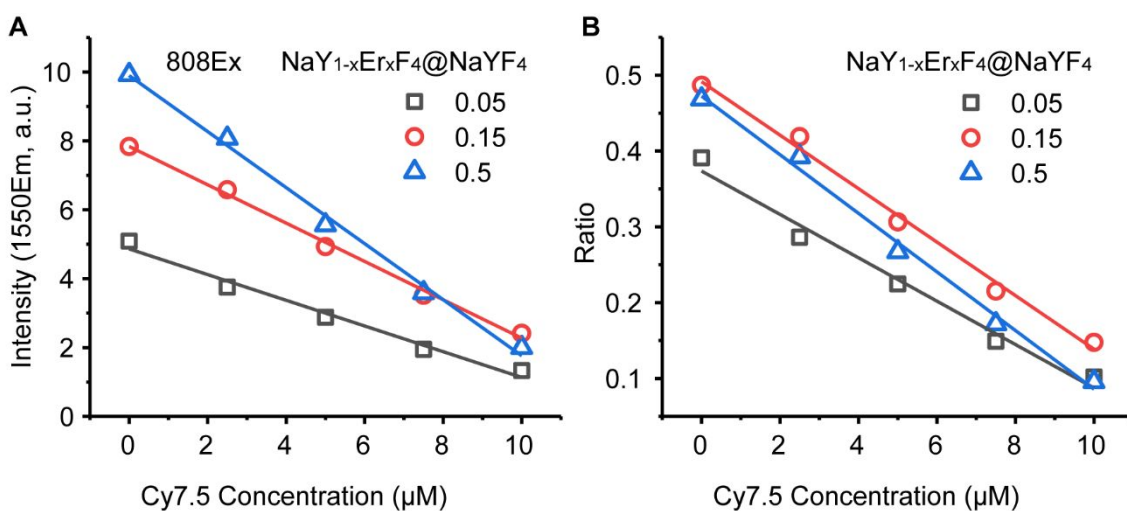 A
808Ex NaY₁₋ₓErₓF₄@NaYF₄
0.05
0.15
0.5
10
8
6
4
2
0
Intensity (1550Em, a.u.)
0 2 4 6 8 10
Cy7.5 Concentration (μM)
B
NaY₁₋ₓErₓF₄@NaYF₄
0.05
0.15
0.5
0.5
0.4
0.3
0.2
0.1
Ratio
0 2 4 6 8 10
Cy7.5 Concentration (μM)